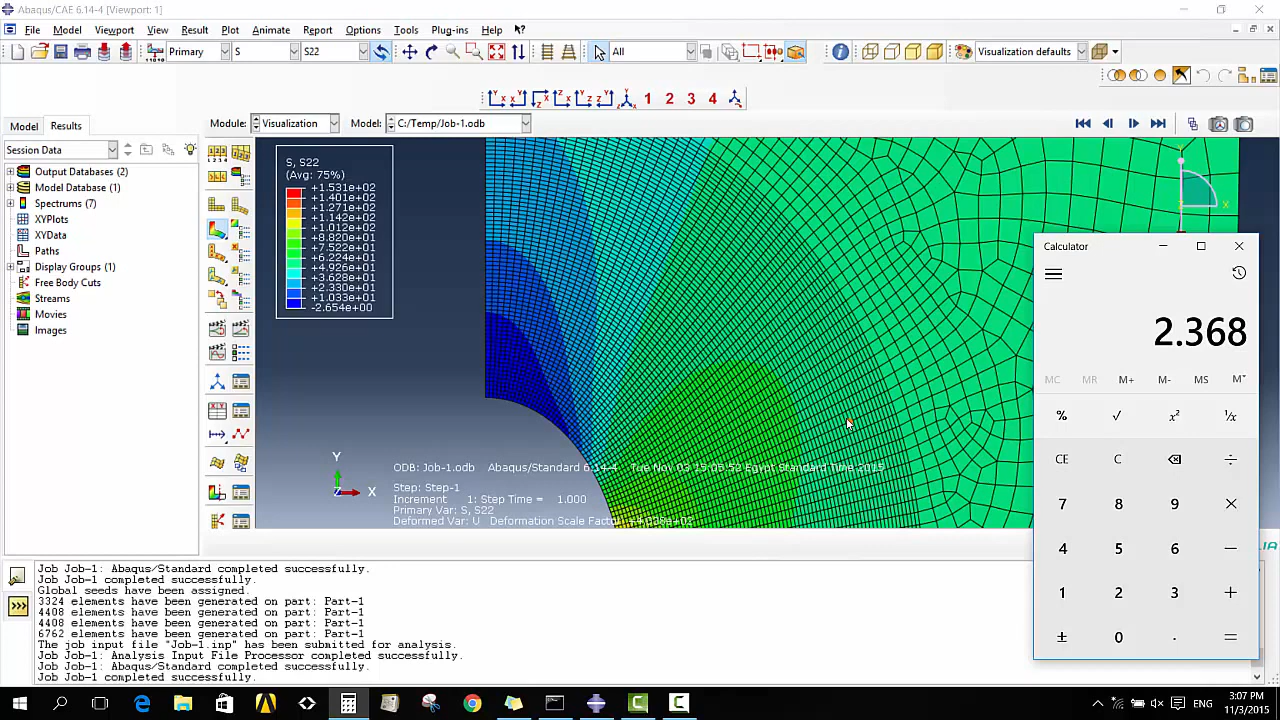 Abaqus/CAE 6.14-4 [Viewport: 1]
File Model Viewport View Result Plot Animate Report Options Tools Plug-ins Help
Primary S S22 All Visualization defaults
1 2 3 4
Model Results
Module: Visualization Model: C:/Temp/Job-1.odb
Session Data
Output Databases (2)
Model Database (1)
Spectrums (7)
XYPlots
XYData
Paths
Display Groups (1)
Free Body Cuts
Streams
Movies
Images
S, S22
(Avg: 75%)
+1.531e+02
+1.401e+02
+1.271e+02
+1.142e+02
+1.012e+02
+8.820e+01
+7.522e+01
+6.224e+01
+4.926e+01
+3.628e+01
+2.330e+01
+1.033e+01
-2.654e+00
Y
X
Z
X
Y
ODB: Job-1.odb Abaqus/Standard 6.14-4 Tue Nov 03 15:05:52 Egypt Standard Time 2015
Step: Step-1
Increment 1: Step Time = 1.000
Primary Var: S, S22
Deformed Var: U Deformation Scale Factor:
Calculator
2.368
MC MR M+ M- MS M˅
% √ x² ¹/x
CE C ÷
7 8 9 ×
4 5 6 −
1 2 3 +
± 0 . =
Job Job-1: Abaqus/Standard completed successfully.
Job Job-1 completed successfully.
Global seeds have been assigned.
3324 elements have been generated on part: Part-1
4408 elements have been generated on part: Part-1
4408 elements have been generated on part: Part-1
6762 elements have been generated on part: Part-1
The job input file "Job-1.inp" has been submitted for analysis.
Job Job-1: Analysis Input File Processor completed successfully.
Job Job-1: Abaqus/Standard completed successfully.
Job Job-1 completed successfully.
ENG
3:07 PM
11/3/2015